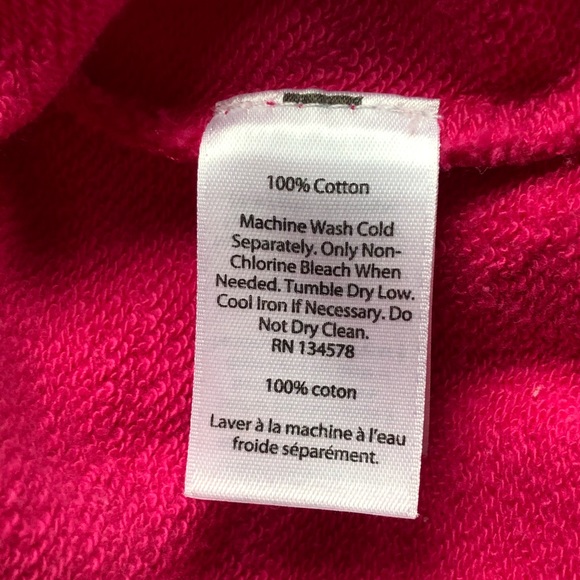 100% Cotton
Machine Wash Cold
Separately. Only Non-
Chlorine Bleach When
Needed. Tumble Dry Low.
Cool Iron If Necessary. Do
Not Dry Clean.
RN 134578
100% coton
Laver à la machine à l'eau
froide séparément.